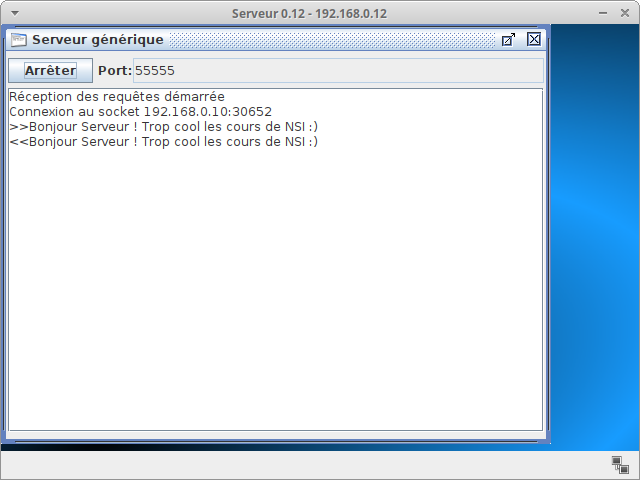 Serveur 0.12 - 192.168.0.12
Serveur générique
Arrêter Port: 55555
Réception des requêtes démarrée
Connexion au socket 192.168.0.10:30652
>>Bonjour Serveur ! Trop cool les cours de NSI :)
<<Bonjour Serveur ! Trop cool les cours de NSI :)